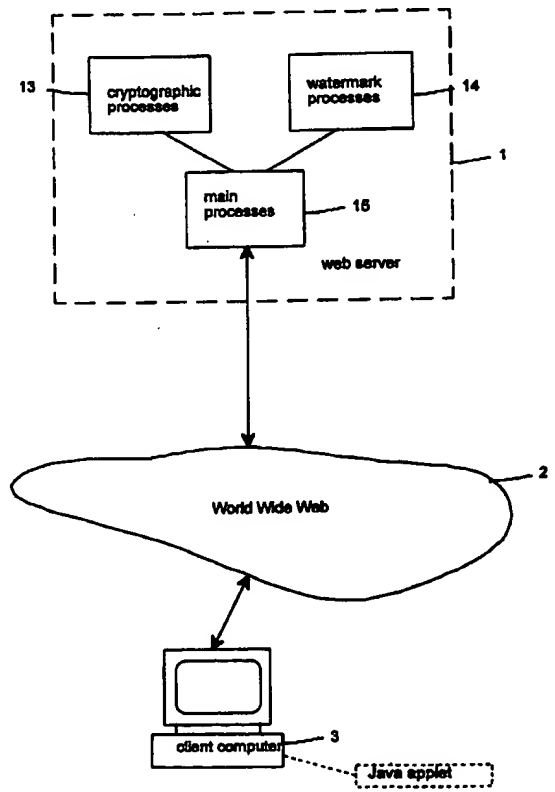 13
cryptographic
processes
watermark
processes
14
1
main
processes
15
web server
2
World Wide Web
client computer
3
Java applet